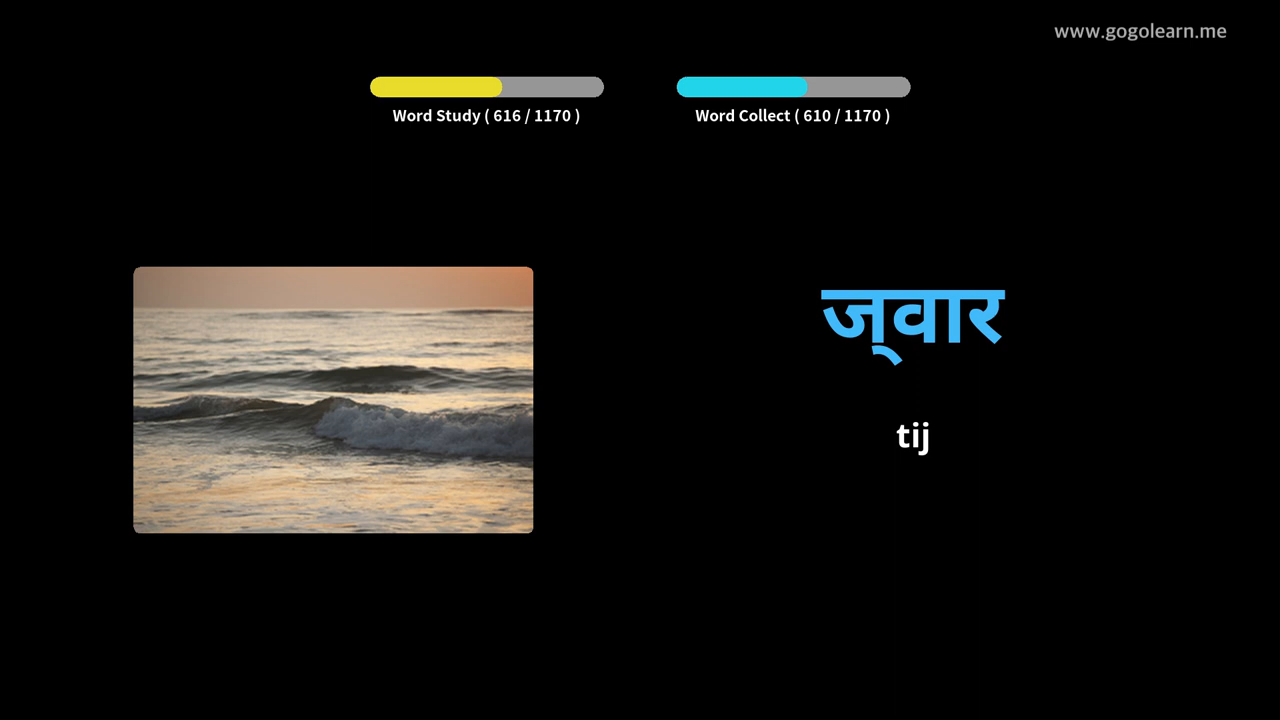 www.gogolearn.me
Word Study ( 616 / 1170 )
Word Collect ( 610 / 1170 )
ज्‌वार
tij